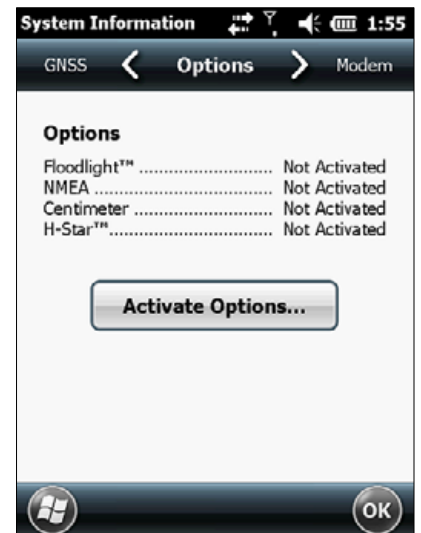 System Information 1:55
GNSS Options Modem
Options
Floodlight™ ............................ Not Activated
NMEA ..................................... Not Activated
Centimeter ............................. Not Activated
H-Star™.................................. Not Activated
Activate Options...
OK